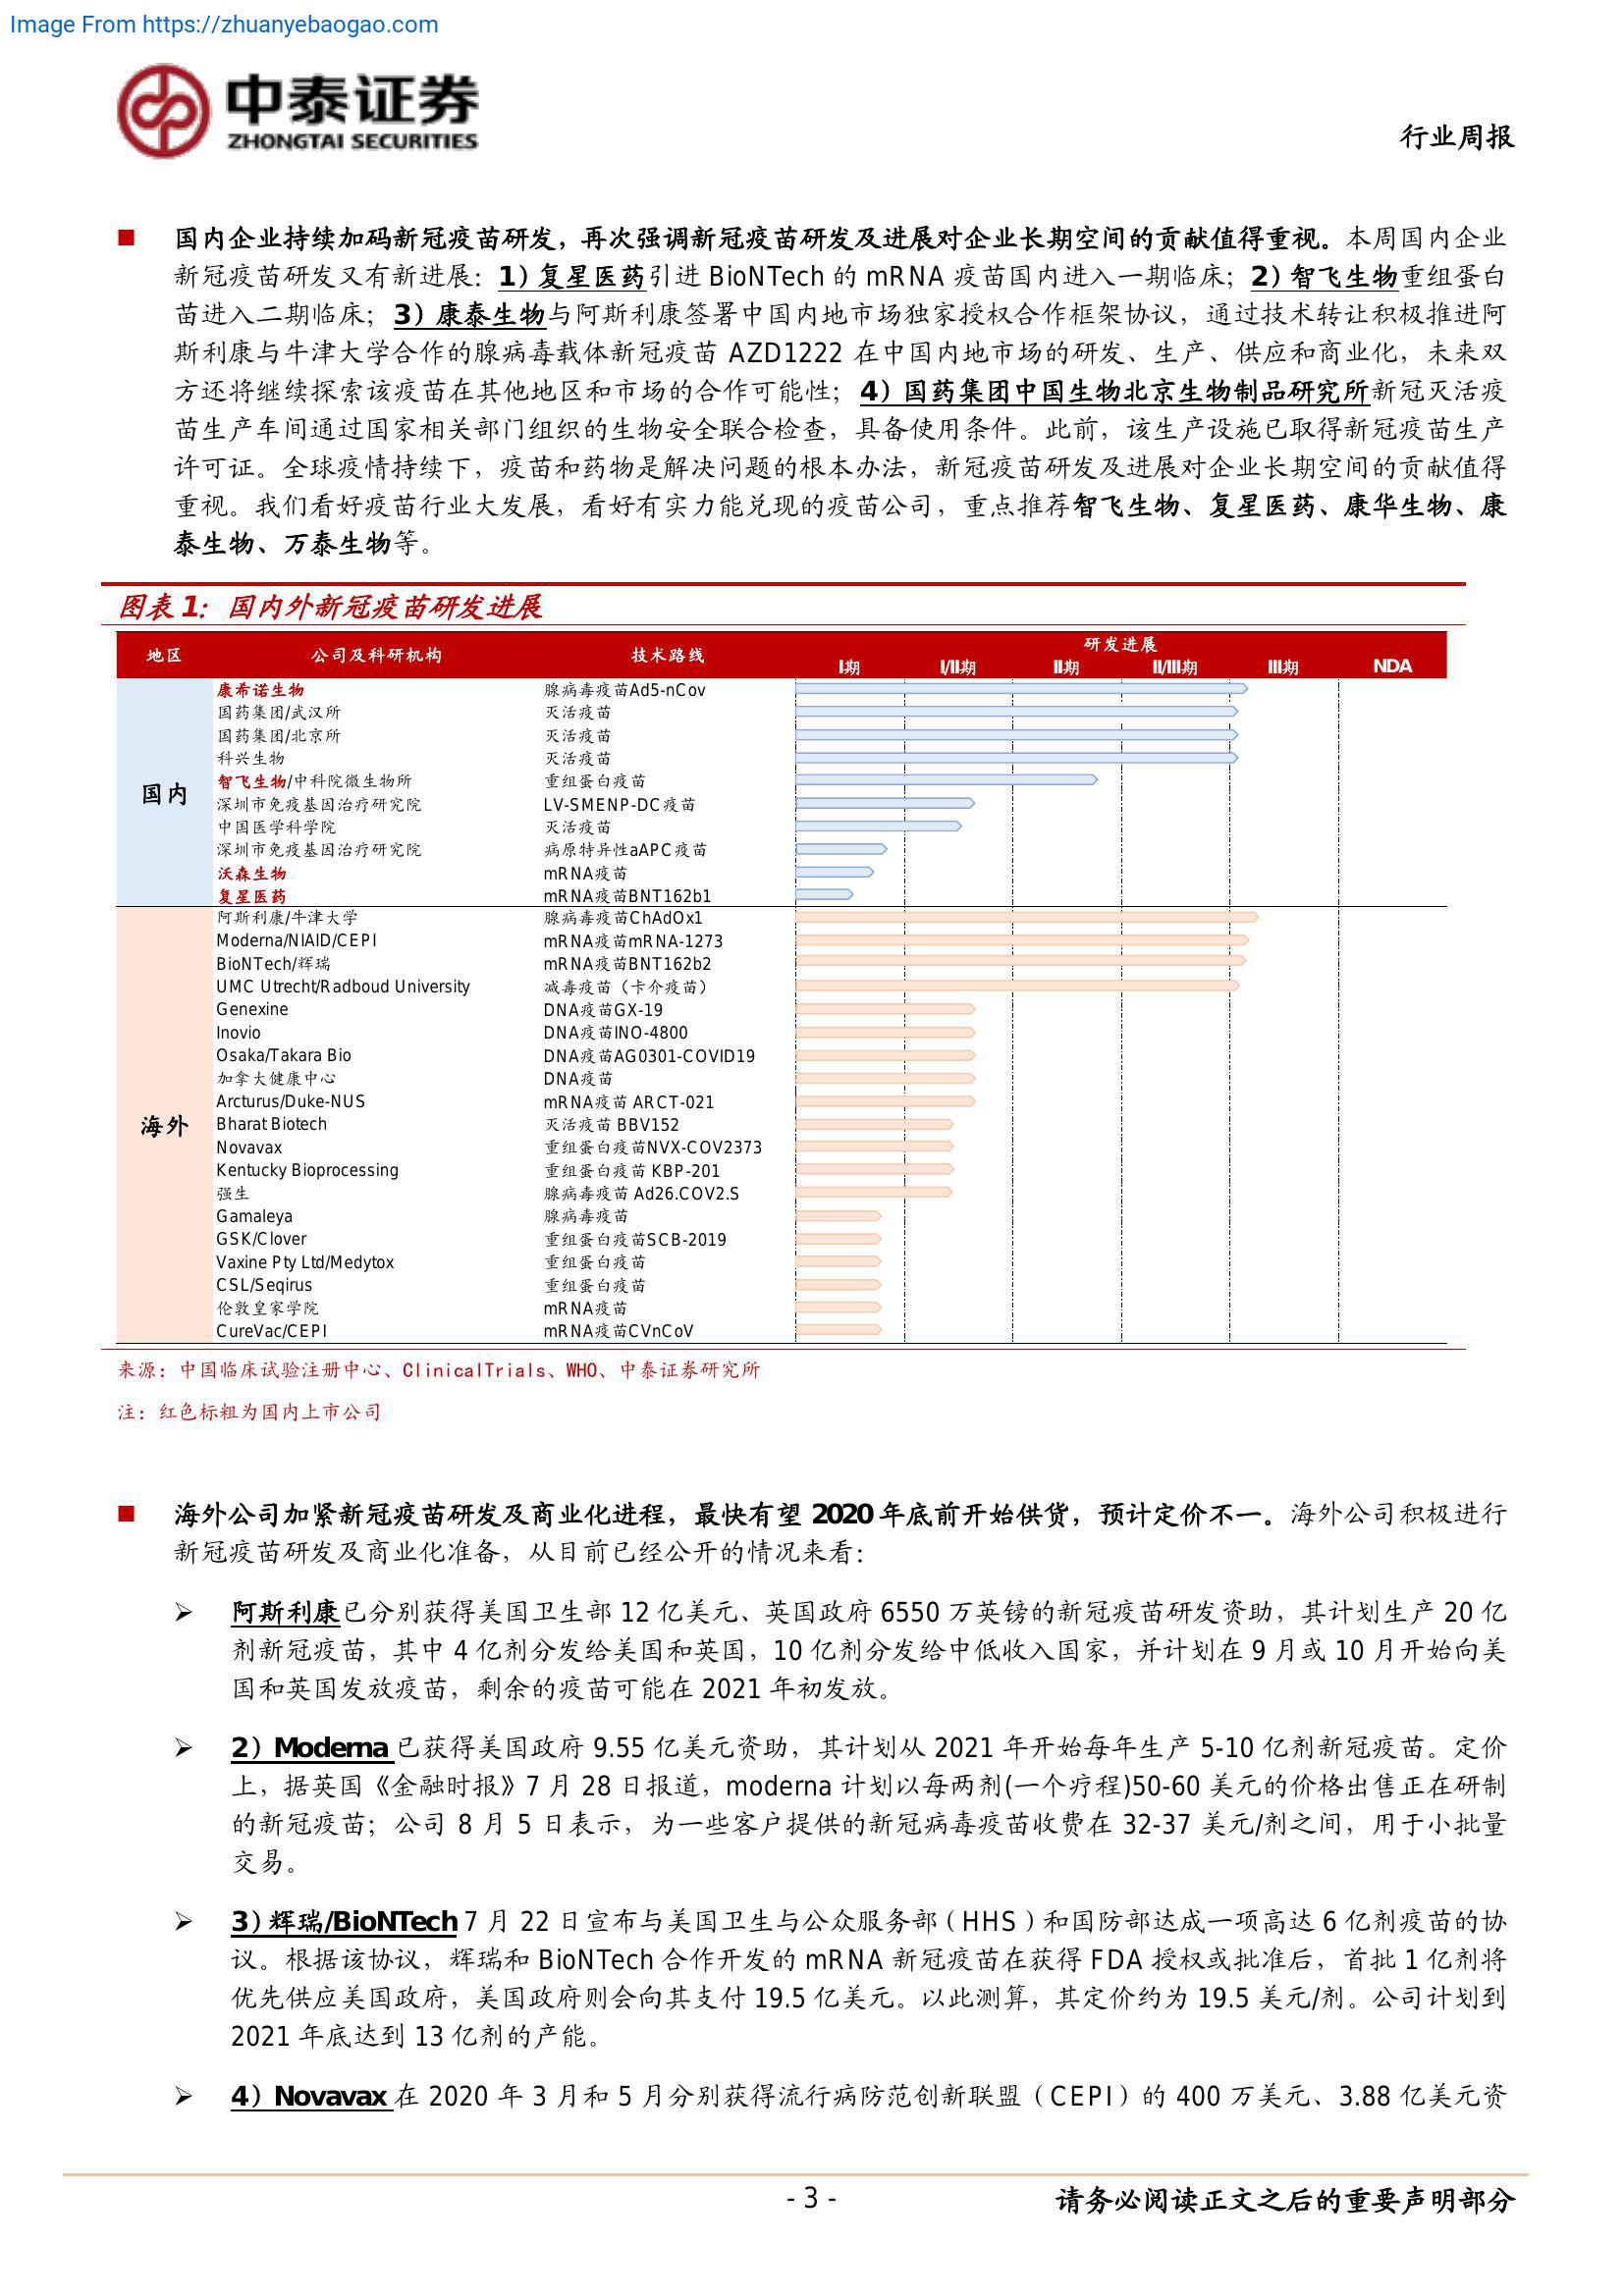 Image From https://zhuanyebaogao.com
中泰证券
ZHONGTAI SECURITIES
行业周报
国内企业持续加码新冠疫苗研发，再次强调新冠疫苗研发及进展对企业长期空间的贡献值得重视。本周国内企业
新冠疫苗研发又有新进展：1）复星医药引进 BioNTech 的 mRNA 疫苗国内进入一期临床；2）智飞生物重组蛋白
苗进入二期临床；3）康泰生物与阿斯利康签署中国内地市场独家授权合作框架协议，通过技术转让积极推进阿
斯利康与牛津大学合作的腺病毒载体新冠疫苗 AZD1222 在中国内地市场的研发、生产、供应和商业化，未来双
方还将继续探索该疫苗在其他地区和市场的合作可能性；4）国药集团中国生物北京生物制品研究所新冠灭活疫
苗生产车间通过国家相关部门组织的生物安全联合检查，具备使用条件。此前，该生产设施已取得新冠疫苗生产
许可证。全球疫情持续下，疫苗和药物是解决问题的根本办法，新冠疫苗研发及进展对企业长期空间的贡献值得
重视。我们看好疫苗行业大发展，看好有实力能兑现的疫苗公司，重点推荐智飞生物、复星医药、康华生物、康
泰生物、万泰生物等。
图表 1：国内外新冠疫苗研发进展
地区 公司及科研机构 技术路线 研发进展
I期 I/II期 II期 II/III期 III期 NDA
国内
康希诺生物 腺病毒疫苗Ad5-nCov
国药集团/武汉所 灭活疫苗
国药集团/北京所 灭活疫苗
科兴生物 灭活疫苗
智飞生物/中科院微生物所 重组蛋白疫苗
深圳市免疫基因治疗研究院 LV-SMENP-DC疫苗
中国医学科学院 灭活疫苗
深圳市免疫基因治疗研究院 病原特异性aAPC疫苗
沃森生物 mRNA疫苗
复星医药 mRNA疫苗BNT162b1
海外
阿斯利康/牛津大学 腺病毒疫苗ChAdOx1
Moderna/NIAID/CEPI mRNA疫苗mRNA-1273
BioNTech/辉瑞 mRNA疫苗BNT162b2
UMC Utrecht/Radboud University 减毒疫苗（卡介疫苗）
Genexine DNA疫苗GX-19
Inovio DNA疫苗INO-4800
Osaka/Takara Bio DNA疫苗AG0301-COVID19
加拿大健康中心 DNA疫苗
Arcturus/Duke-NUS mRNA疫苗 ARCT-021
Bharat Biotech 灭活疫苗 BBV152
Novavax 重组蛋白疫苗NVX-COV2373
Kentucky Bioprocessing 重组蛋白疫苗 KBP-201
强生 腺病毒疫苗 Ad26.COV2.S
Gamaleya 腺病毒疫苗
GSK/Clover 重组蛋白疫苗SCB-2019
Vaxine Pty Ltd/Medytox 重组蛋白疫苗
CSL/Seqirus 重组蛋白疫苗
伦敦皇家学院 mRNA疫苗
CureVac/CEPI mRNA疫苗CVnCoV
来源：中国临床试验注册中心、ClinicalTrials、WHO、中泰证券研究所
注：红色标粗为国内上市公司
海外公司加紧新冠疫苗研发及商业化进程，最快有望 2020 年底前开始供货，预计定价不一。海外公司积极进行
新冠疫苗研发及商业化准备，从目前已经公开的情况来看：
阿斯利康已分别获得美国卫生部 12 亿美元、英国政府 6550 万英镑的新冠疫苗研发资助，其计划生产 20 亿
剂新冠疫苗，其中 4 亿剂分发给美国和英国，10 亿剂分发给中低收入国家，并计划在 9 月或 10 月开始向美
国和英国发放疫苗，剩余的疫苗可能在 2021 年初发放。
2）Moderna 已获得美国政府 9.55 亿美元资助，其计划从 2021 年开始每年生产 5-10 亿剂新冠疫苗。定价
上，据英国《金融时报》7 月 28 日报道，moderna 计划以每两剂(一个疗程)50-60 美元的价格出售正在研制
的新冠疫苗；公司 8 月 5 日表示，为一些客户提供的新冠病毒疫苗收费在 32-37 美元/剂之间，用于小批量
交易。
3）辉瑞/BioNTech 7 月 22 日宣布与美国卫生与公众服务部（HHS）和国防部达成一项高达 6 亿剂疫苗的协
议。根据该协议，辉瑞和 BioNTech 合作开发的 mRNA 新冠疫苗在获得 FDA 授权或批准后，首批 1 亿剂将
优先供应美国政府，美国政府则会向其支付 19.5 亿美元。以此测算，其定价约为 19.5 美元/剂。公司计划到
2021 年底达到 13 亿剂的产能。
4）Novavax 在 2020 年 3 月和 5 月分别获得流行病防范创新联盟（CEPI）的 400 万美元、3.88 亿美元资
- 3 -
请务必阅读正文之后的重要声明部分